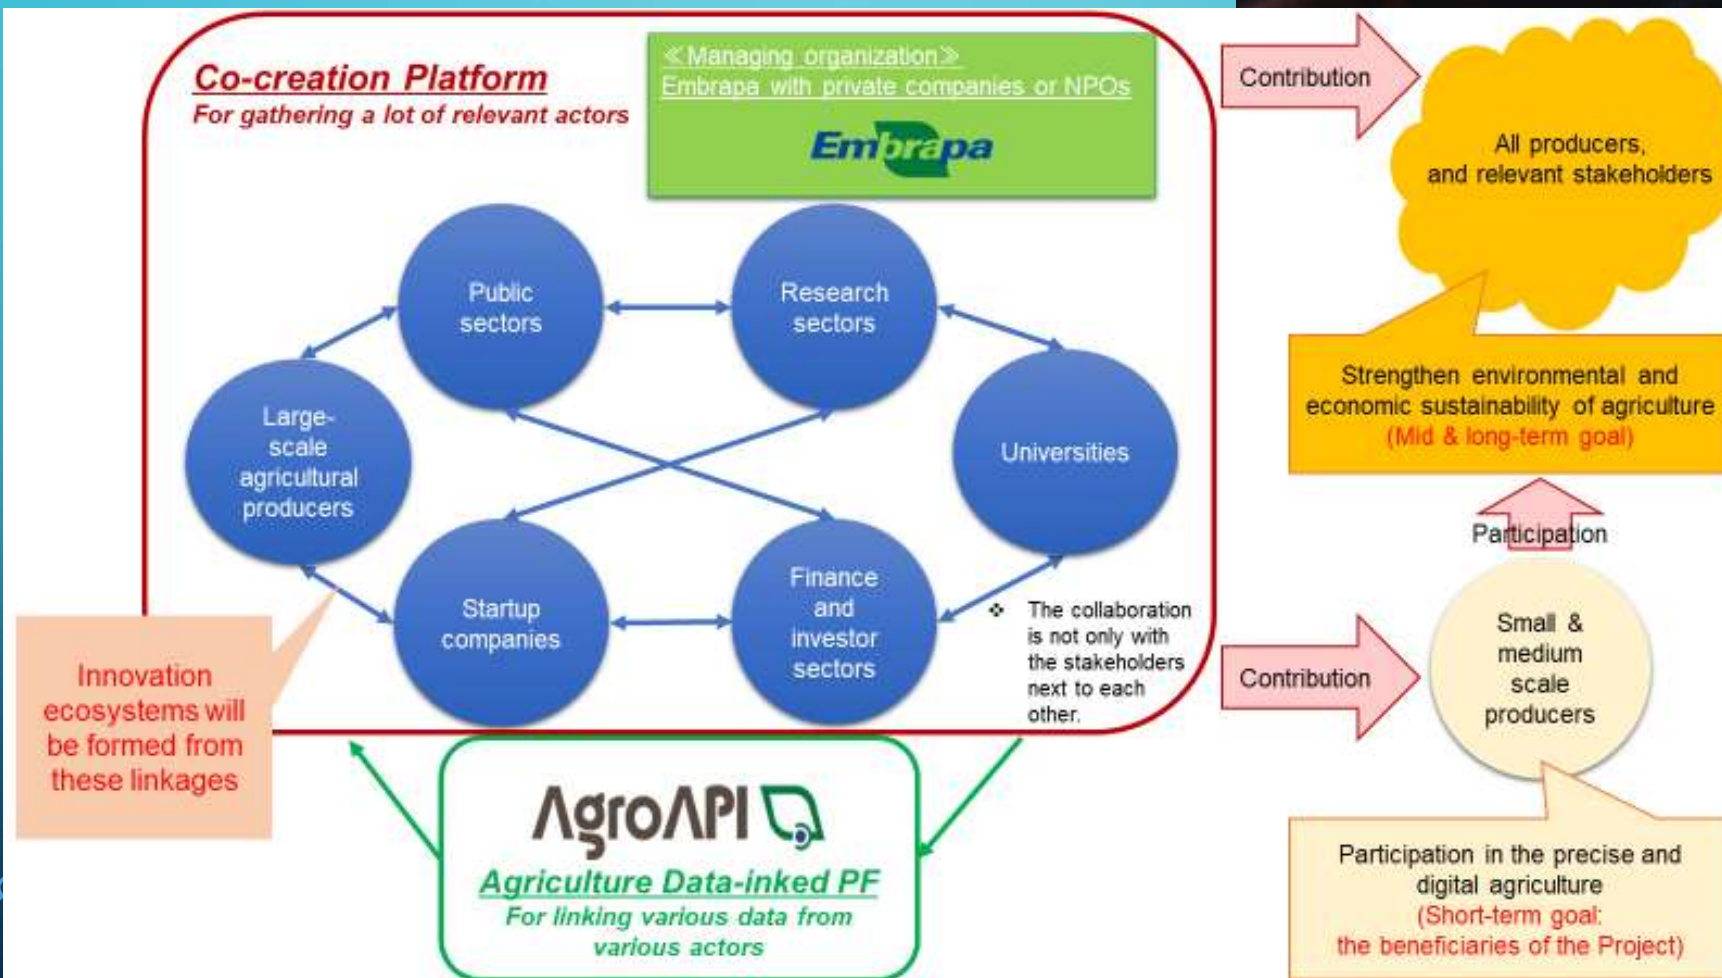 Co-creation Platform
For gathering a lot of relevant actors
≪Managing organization≫
Embrapa with private companies or NPOs
Embrapa
Public
sectors
Research
sectors
Large-
scale
agricultural
producers
Universities
Startup
companies
Finance
and
investor
sectors
❖ The collaboration
is not only with
the stakeholders
next to each
other.
Innovation
ecosystems will
be formed from
these linkages
AgroAPI
Agriculture Data-inked PF
For linking various data from
various actors
Contribution
All producers,
and relevant stakeholders
Strengthen environmental and
economic sustainability of agriculture
(Mid & long-term goal)
Participation
Contribution
Small &
medium
scale
producers
Participation in the precise and
digital agriculture
(Short-term goal:
the beneficiaries of the Project)